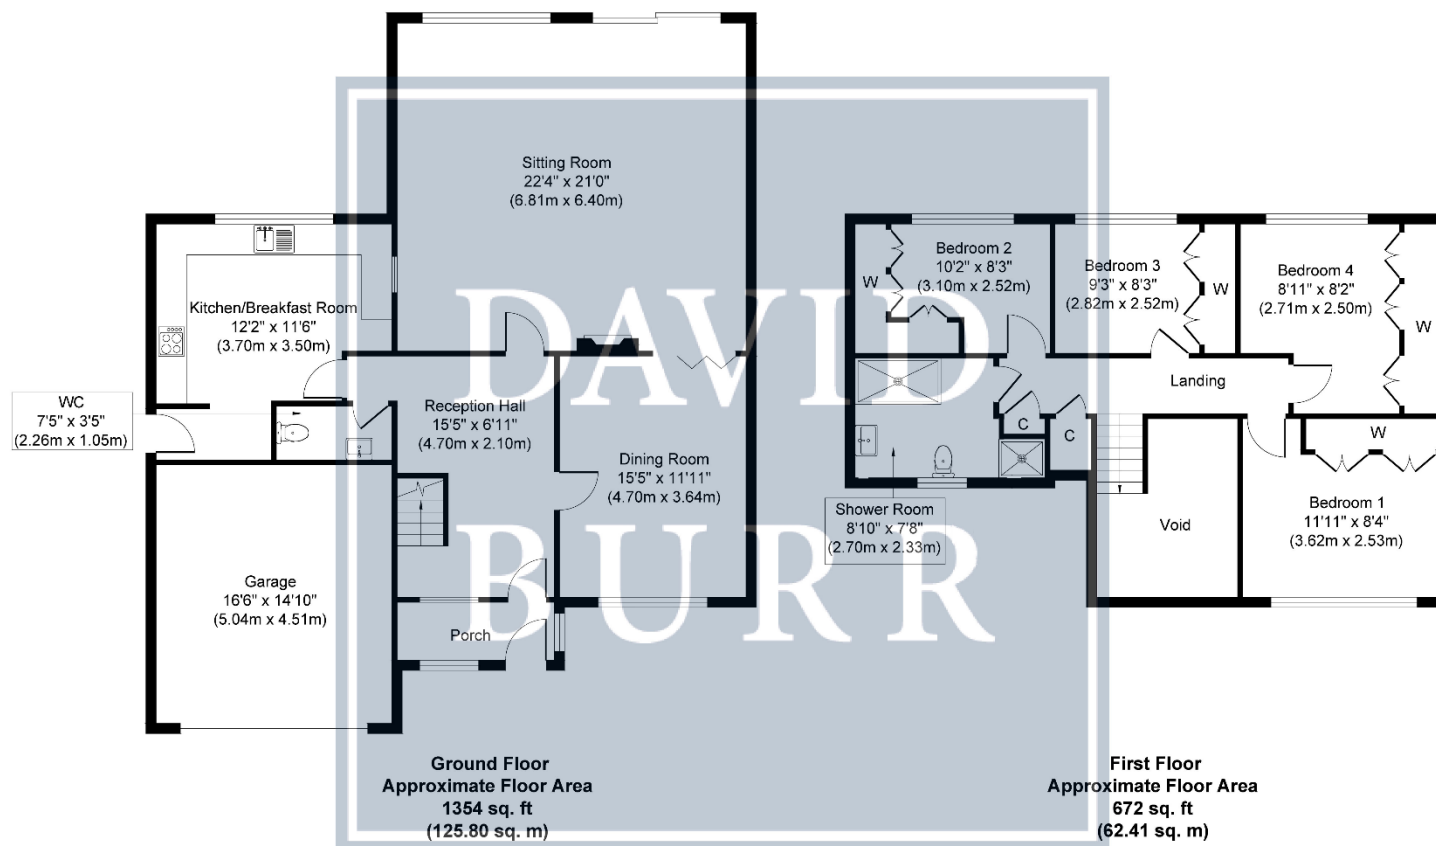 Sitting Room
22'4" x 21'0"
(6.81m x 6.40m)
Kitchen/Breakfast Room
12'2" x 11'6"
(3.70m x 3.50m)
WC
7'5" x 3'5"
(2.26m x 1.05m)
Reception Hall
15'5" x 6'11"
(4.70m x 2.10m)
Dining Room
15'5" x 11'11"
(4.70m x 3.64m)
Garage
16'6" x 14'10"
(5.04m x 4.51m)
Porch
Ground Floor
Approximate Floor Area
1354 sq. ft
(125.80 sq. m)
DAVID
BURR
Bedroom 2
10'2" x 8'3"
(3.10m x 2.52m)
W
Bedroom 3
9'3" x 8'3"
(2.82m x 2.52m)
W
Bedroom 4
8'11" x 8'2"
(2.71m x 2.50m)
W
Landing
C
C
W
Shower Room
8'10" x 7'8"
(2.70m x 2.33m)
Void
Bedroom 1
11'11" x 8'4"
(3.62m x 2.53m)
First Floor
Approximate Floor Area
672 sq. ft
(62.41 sq. m)